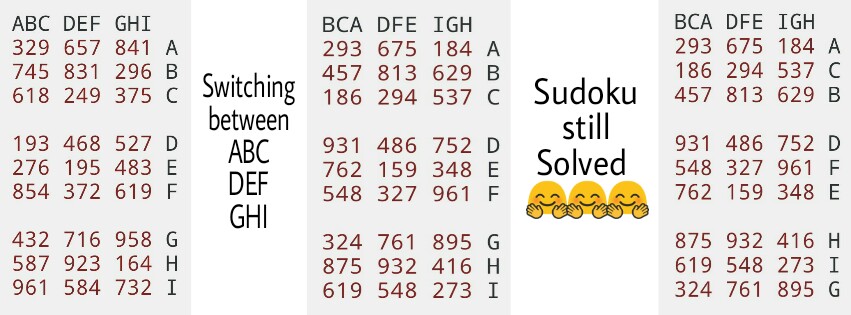 ABC DEF GHI
329 657 841 A
745 831 296 B
618 249 375 C
193 468 527 D
276 195 483 E
854 372 619 F
432 716 958 G
587 923 164 H
961 584 732 I
Switching
between
ABC
DEF
GHI
BCA DFE IGH
293 675 184 A
457 813 629 B
186 294 537 C
931 486 752 D
762 159 348 E
548 327 961 F
324 761 895 G
875 932 416 H
619 548 273 I
Sudoku
still
Solved
🤗🤗🤗
BCA DFE IGH
293 675 184 A
186 294 537 C
457 813 629 B
931 486 752 D
548 327 961 F
762 159 348 E
875 932 416 H
619 548 273 I
324 761 895 G